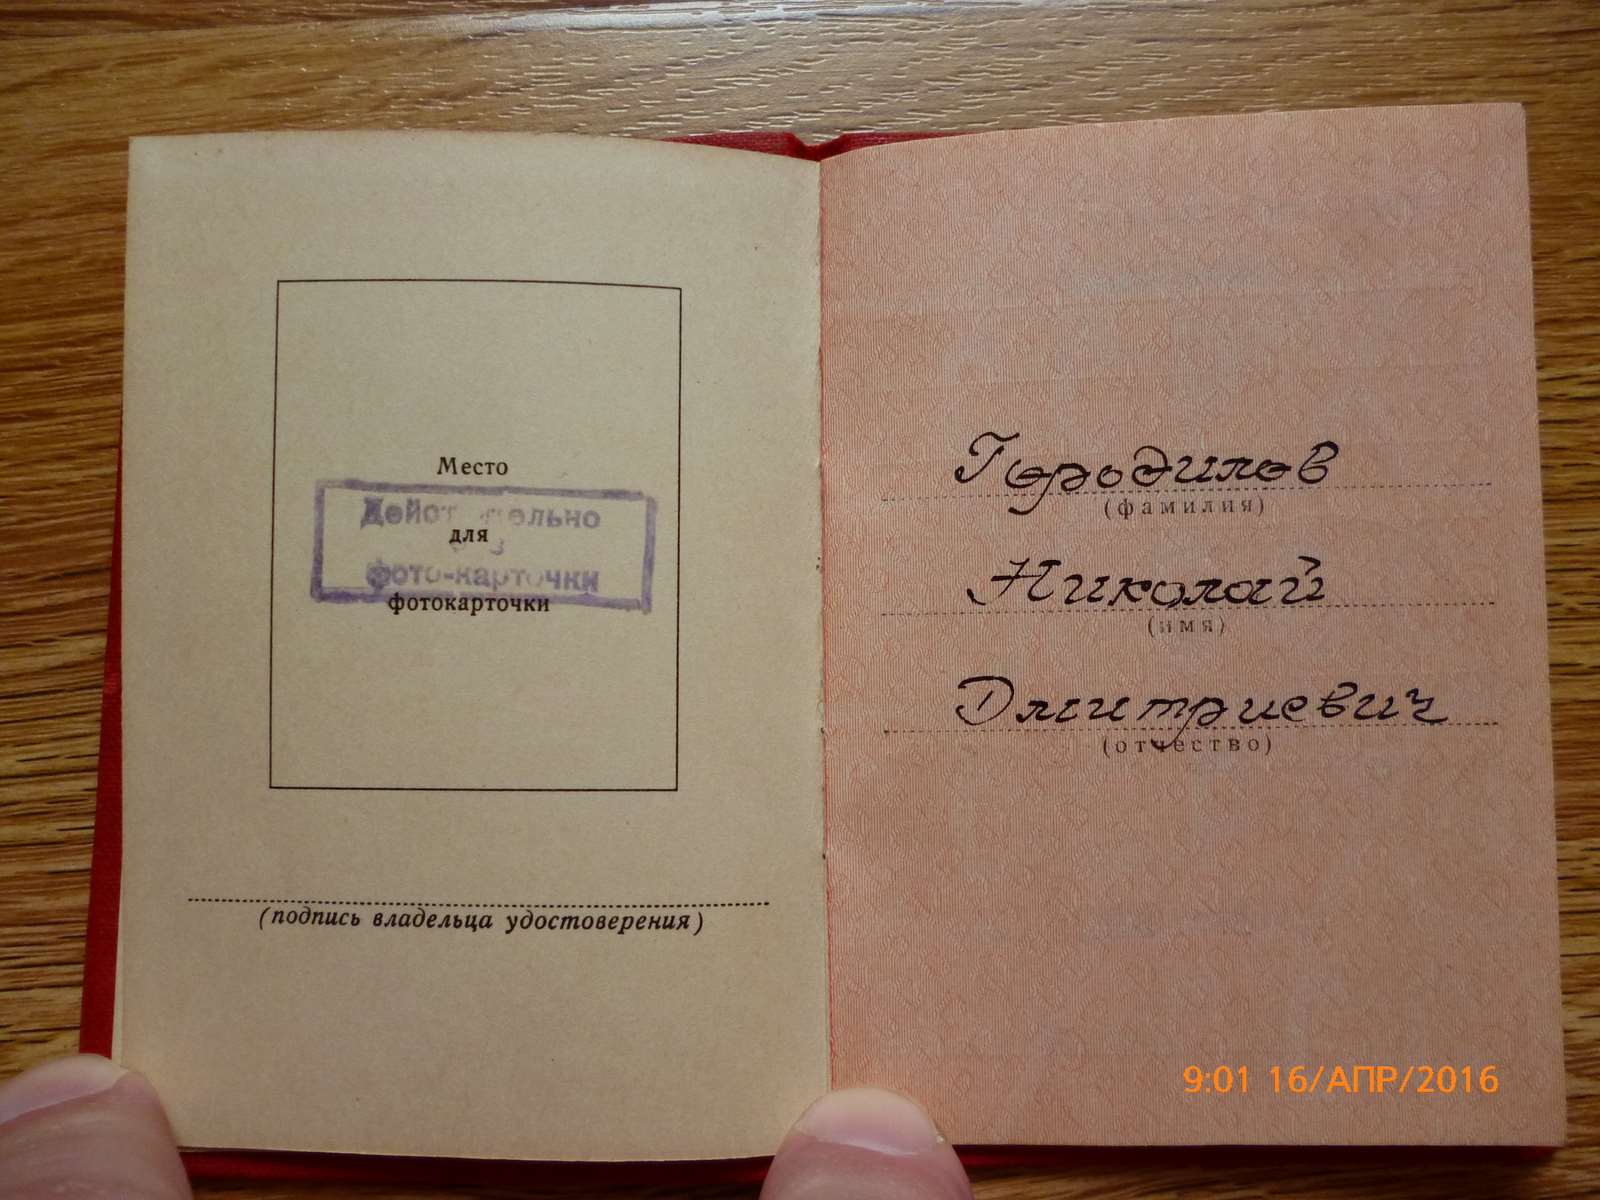 Место
Действительно
для
без
фото-карточки
фотокарточки
(подпись владельца удостоверения)
Городилов
(фамилия)
Николай
(имя)
Дмитриевич
(отчество)
9:01 16/АПР/2016